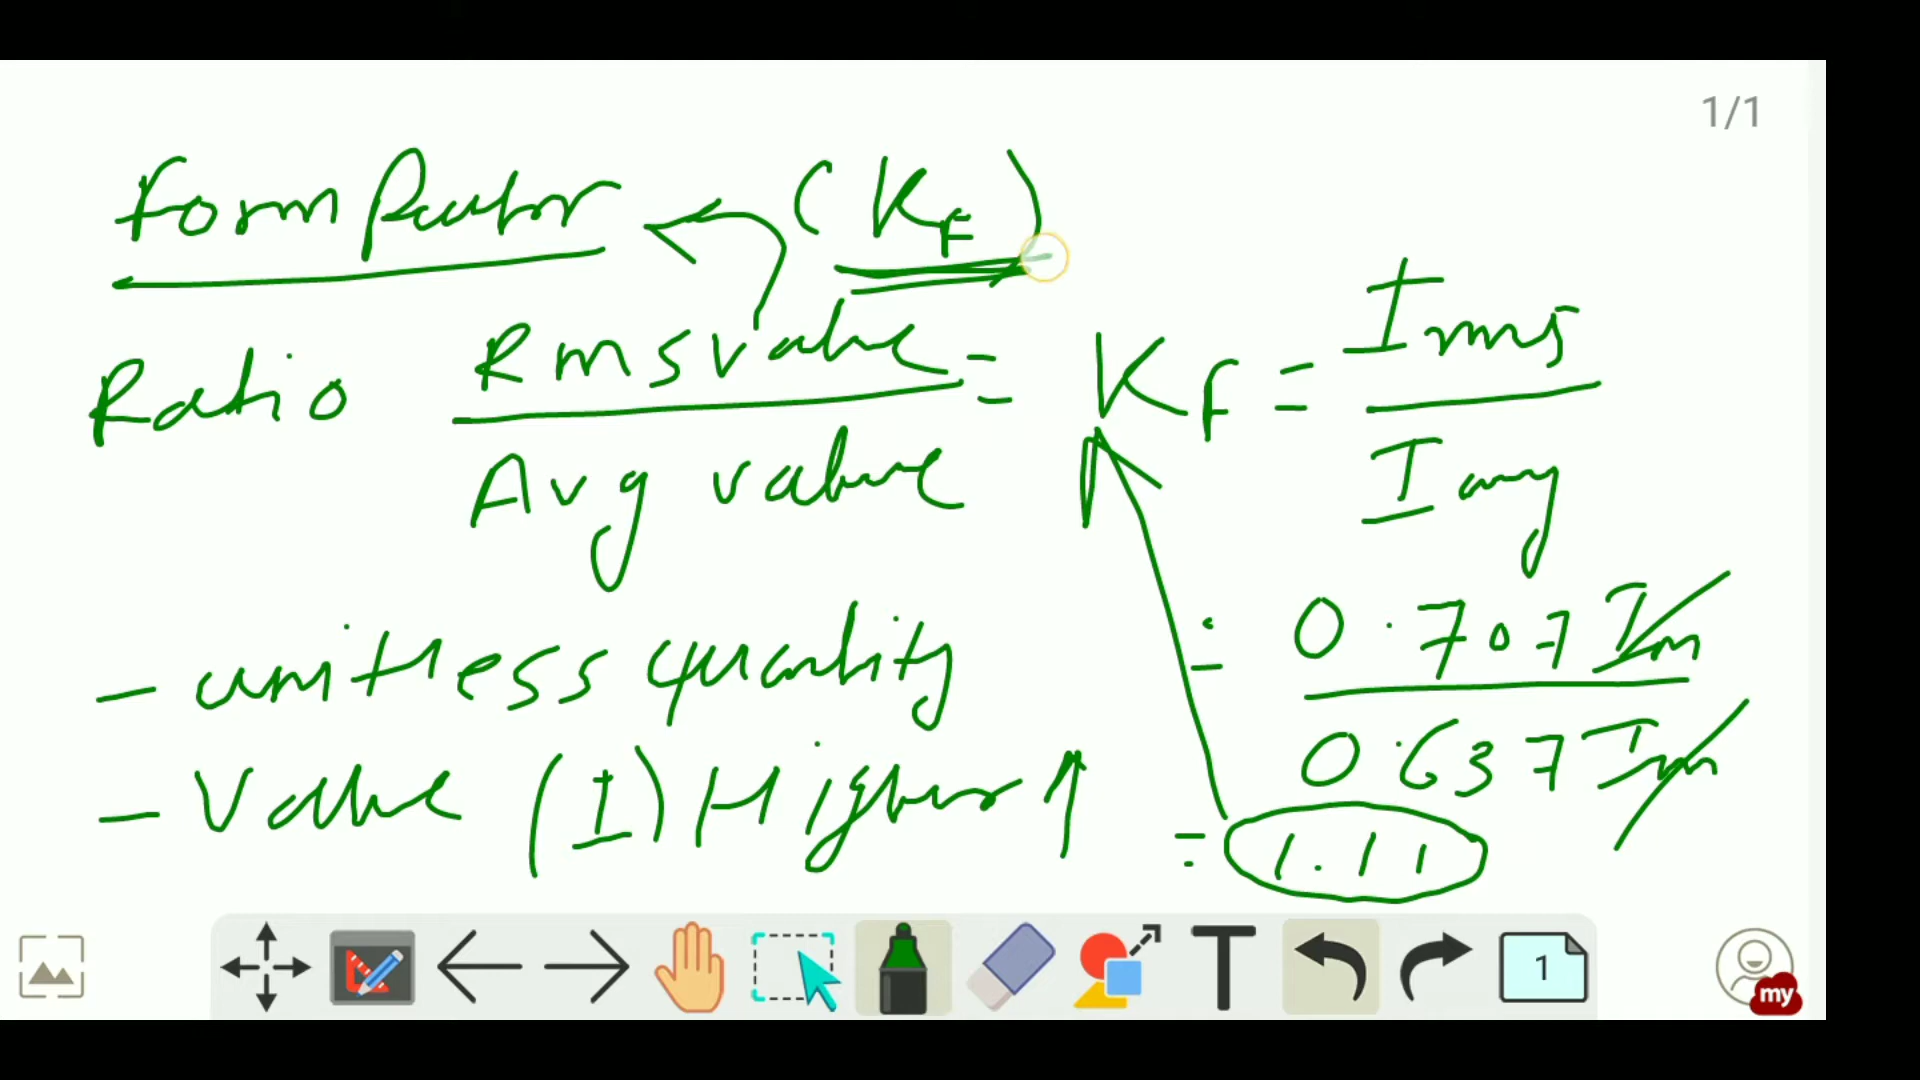 1/1
Form factor (KF)
Ratio Rms value / Avg value = KF = Irms / Iavg
= 0.707 Im / 0.637 Im
- unitless quantity
- Value (I) Higher ↑
= 1.11
T 1 my